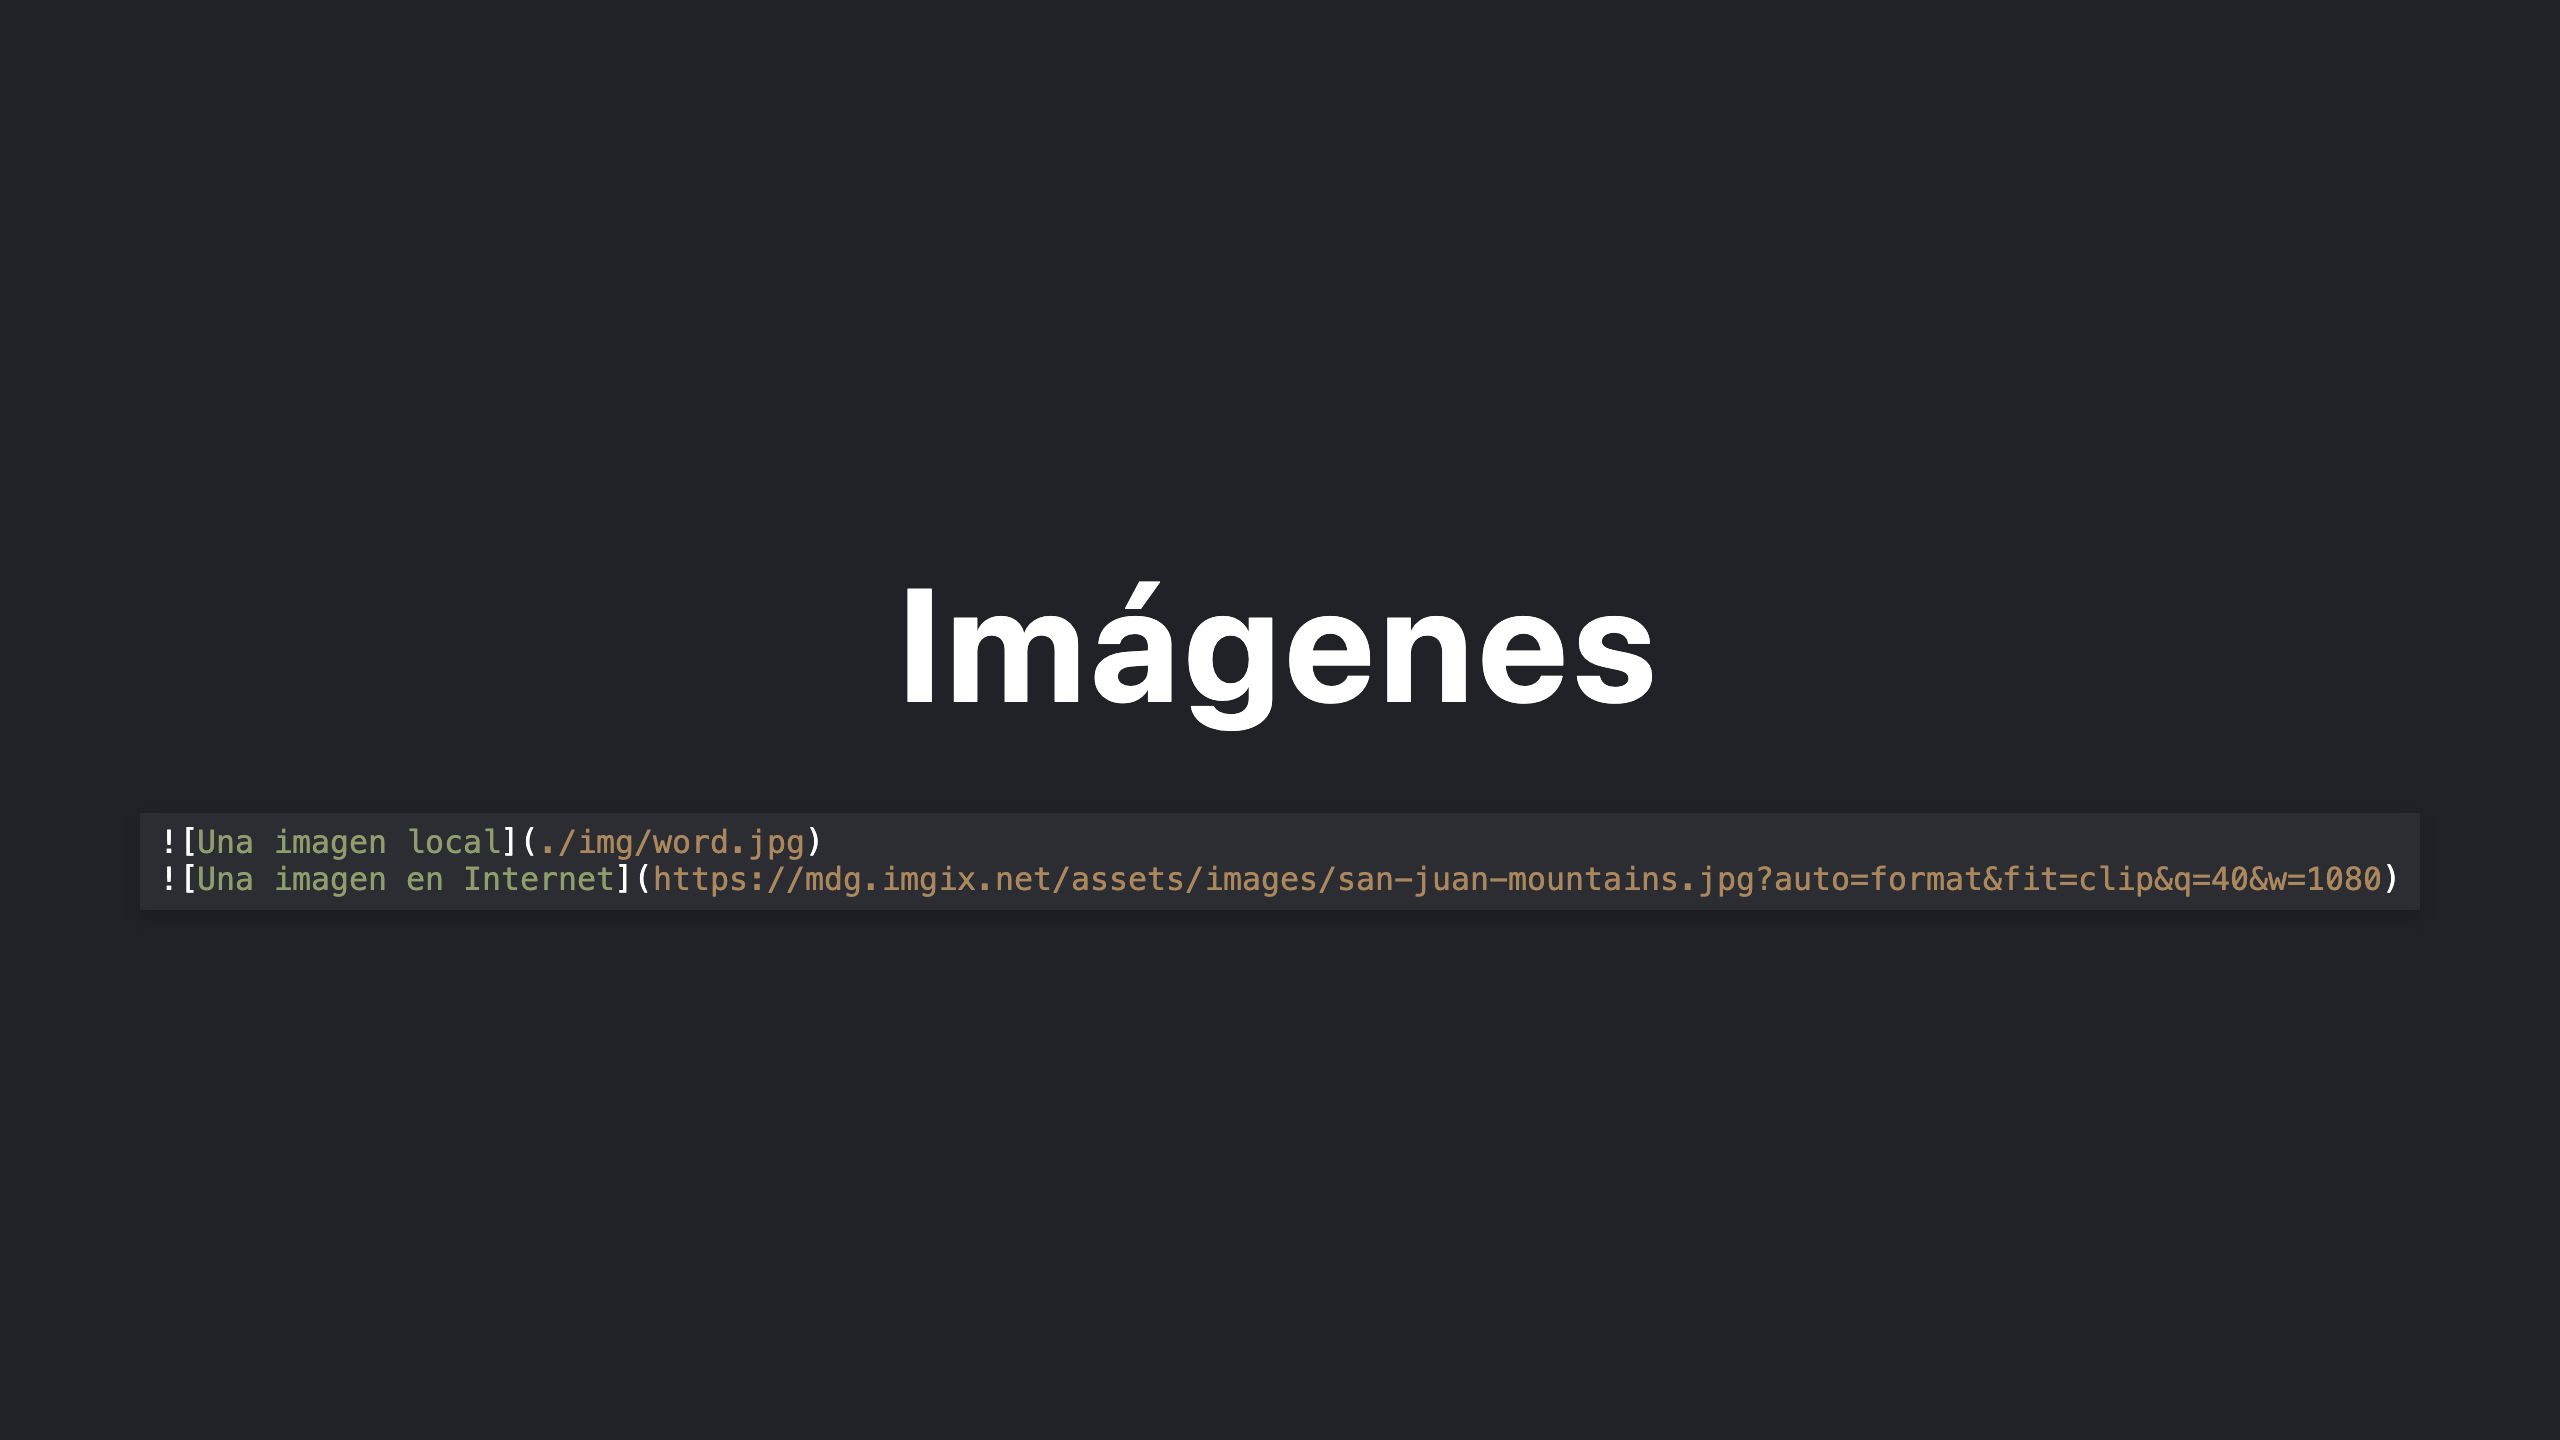 Imágenes
![Una imagen local](./img/word.jpg)
![Una imagen en Internet](https://mdg.imgix.net/assets/images/san-juan-mountains.jpg?auto=format&fit=clip&q=40&w=1080)